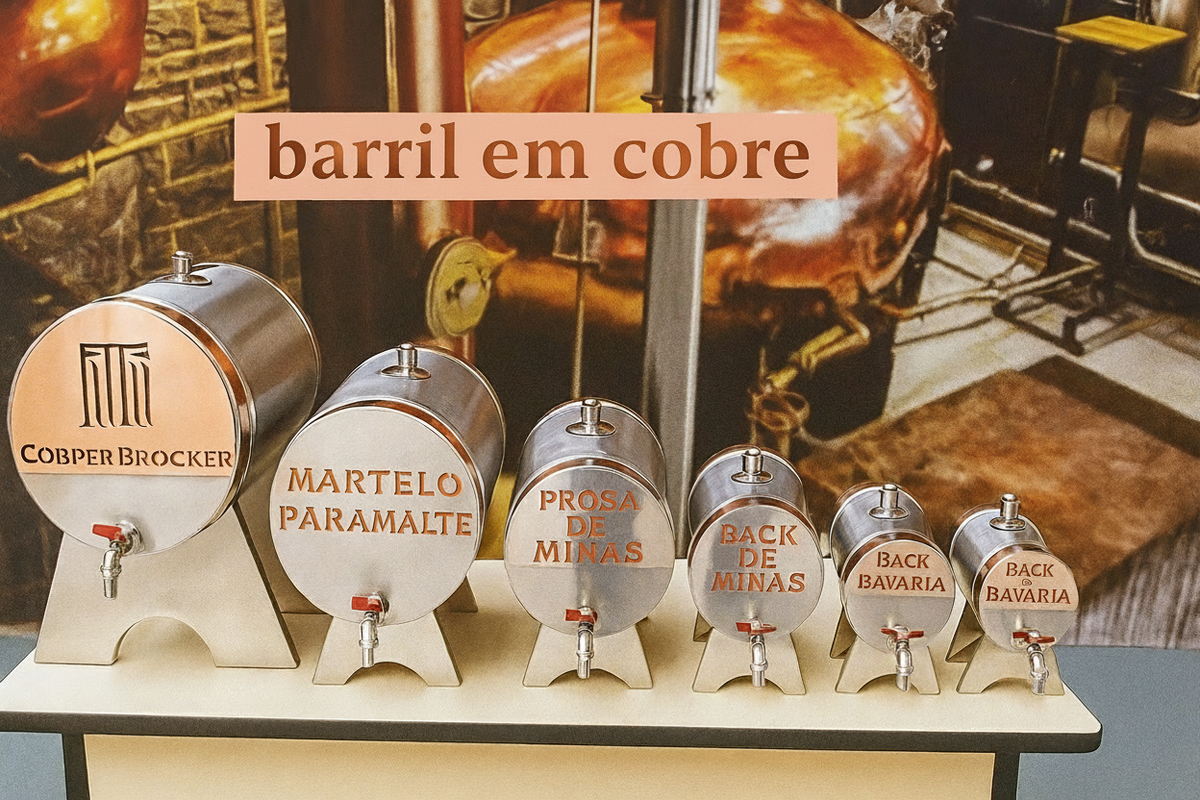 barril em cobre
COBPER BROCKER
MARTELO
PARAMALTE
PROSA
DE
MINAS
BACK
DE
MINAS
BACK
BAVARIA
BACK
BAVARIA